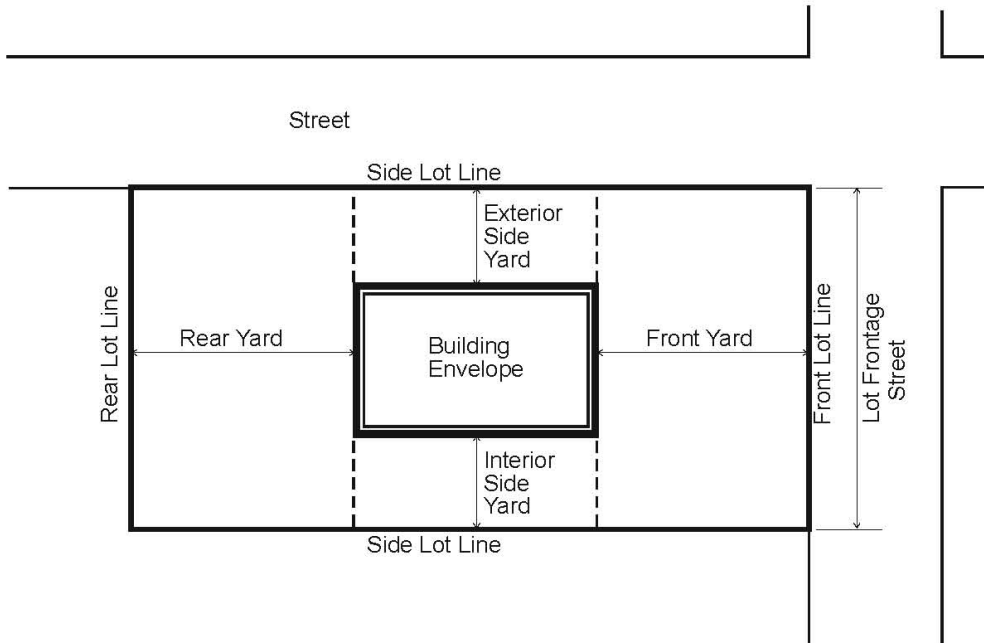 Street
Side Lot Line
Exterior
Side
Yard
Rear Lot Line
Rear Yard
Building
Envelope
Front Yard
Front Lot Line
Lot Frontage
Street
Interior
Side
Yard
Side Lot Line